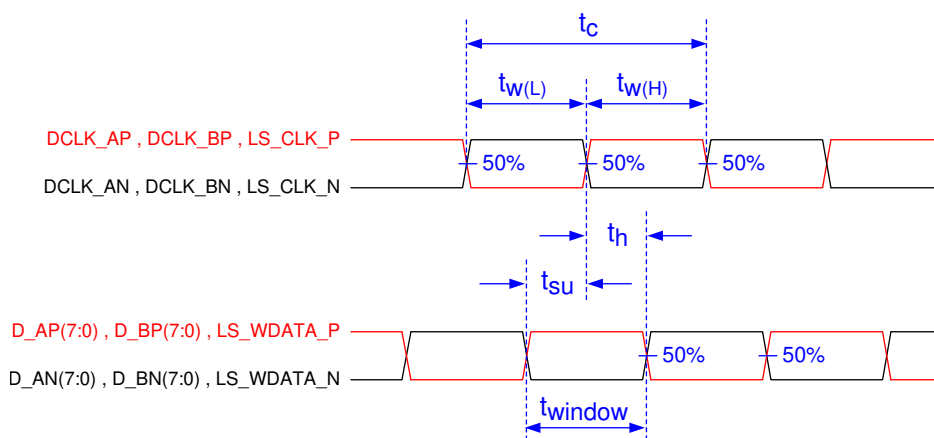 tc
tw(L) tw(H)
DCLK_AP , DCLK_BP , LS_CLK_P
50% 50% 50%
DCLK_AN , DCLK_BN , LS_CLK_N
th
tsu
D_AP(7:0) , D_BP(7:0) , LS_WDATA_P
50% 50%
D_AN(7:0) , D_BN(7:0) , LS_WDATA_N
twindow